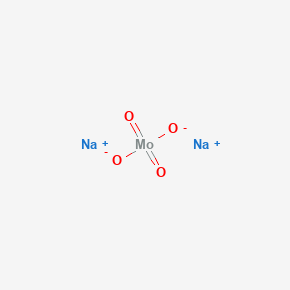 O
O -
Na + Mo Na +
- O
O